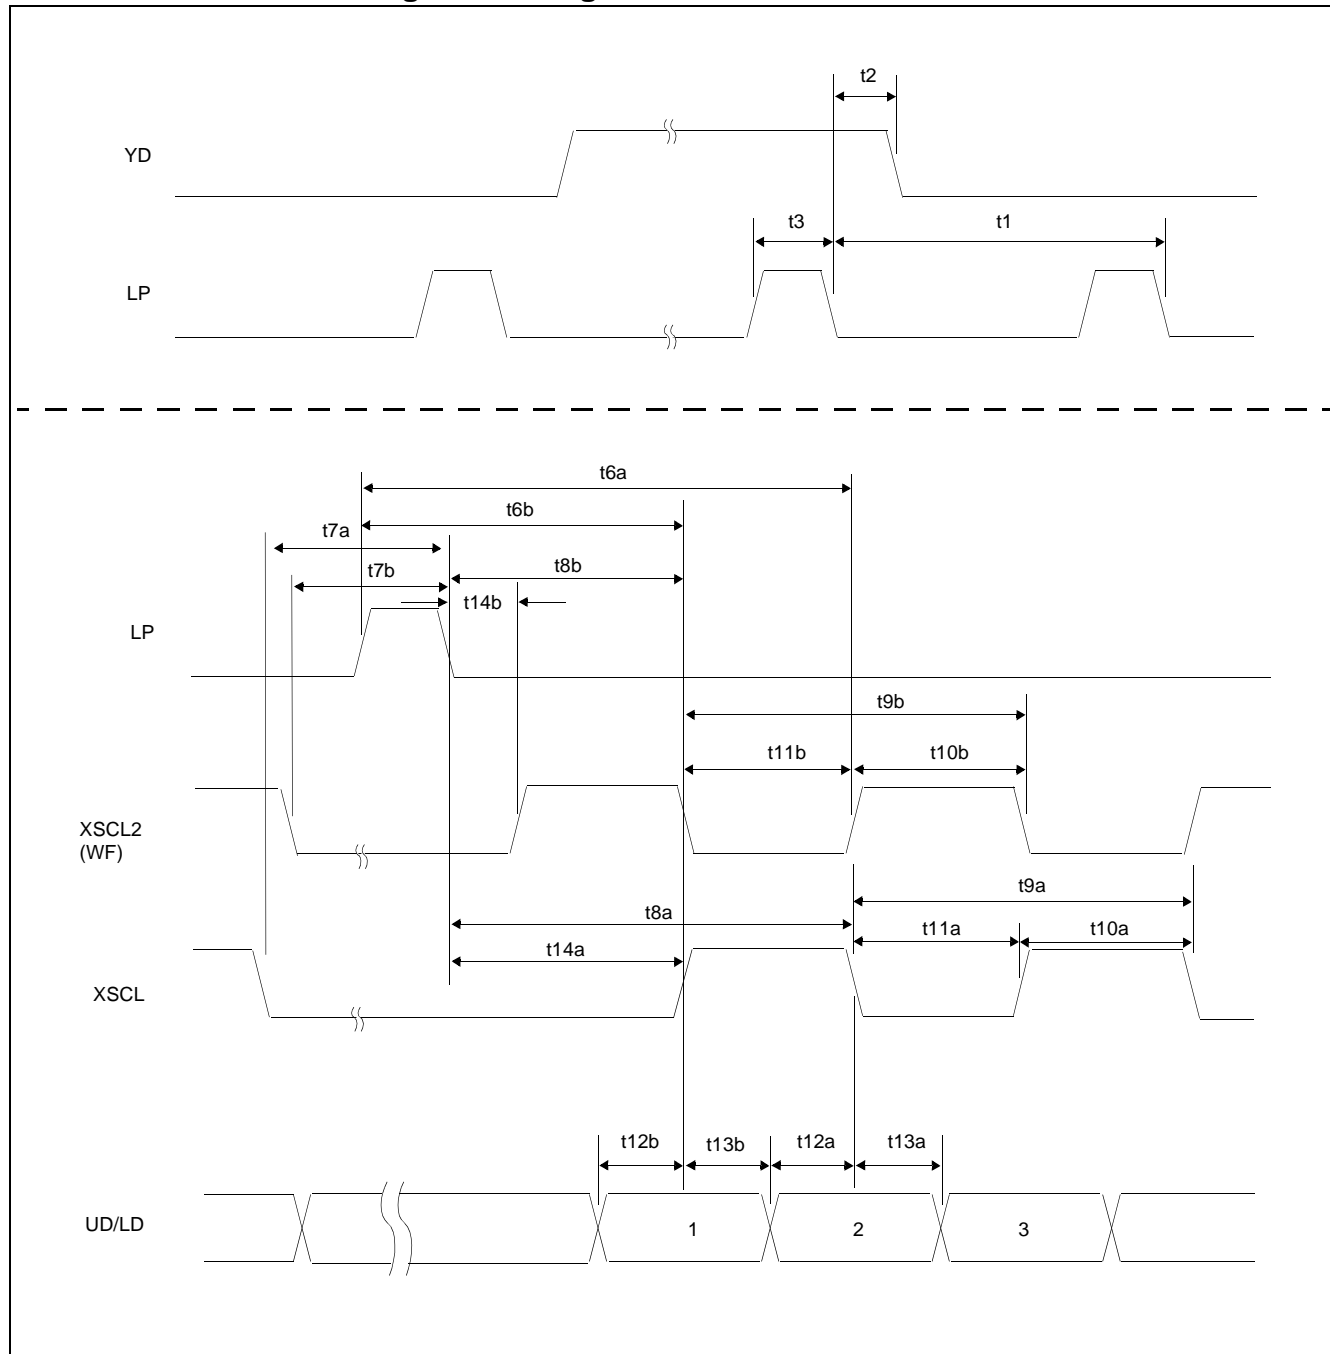 t2
YD
t3
t1
LP
t6a
t6b
t7a
t7b
t8b
t14b
LP
t9b
t11b
t10b
XSCL2
(WF)
t9a
t8a
t11a
t10a
t14a
XSCL
t12b
t13b
t12a
t13a
UD/LD
1
2
3